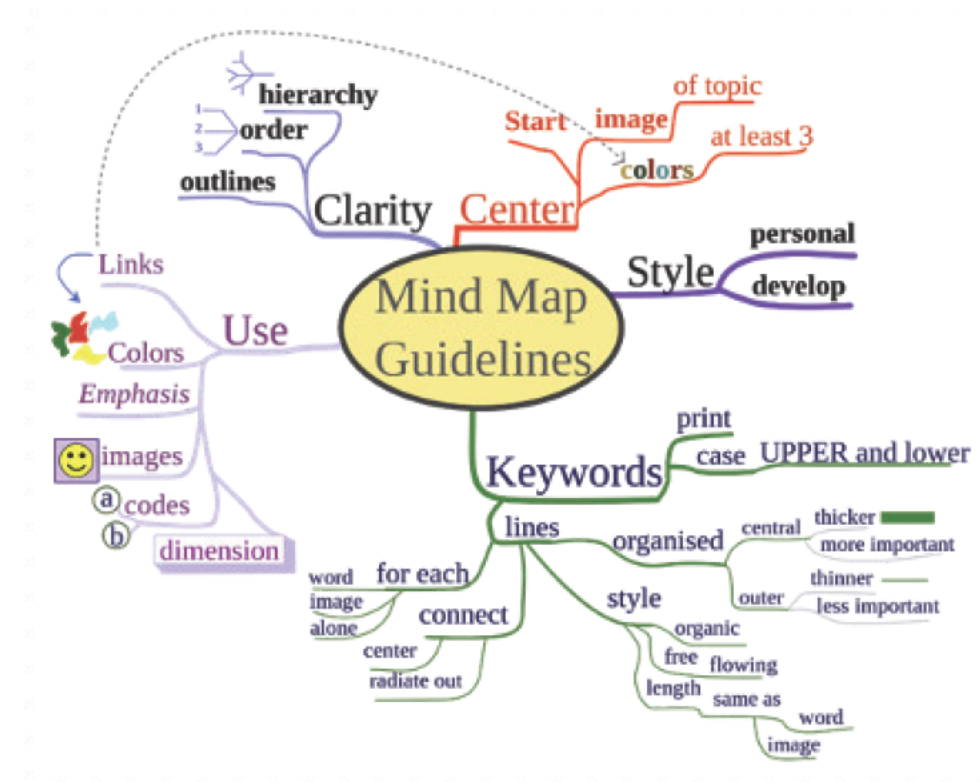 Mind Map
Guidelines
Center
Start
image
of topic
colors
at least 3
Style
personal
develop
Keywords
print
case
UPPER and lower
lines
organised
central
thicker
more important
outer
thinner
less important
style
organic
free
flowing
length
same as
word
image
connect
center
radiate out
for each
word
image
alone
Use
Links
Colors
Emphasis
images
codes
a
b
dimension
Clarity
hierarchy
order
1
2
3
outlines